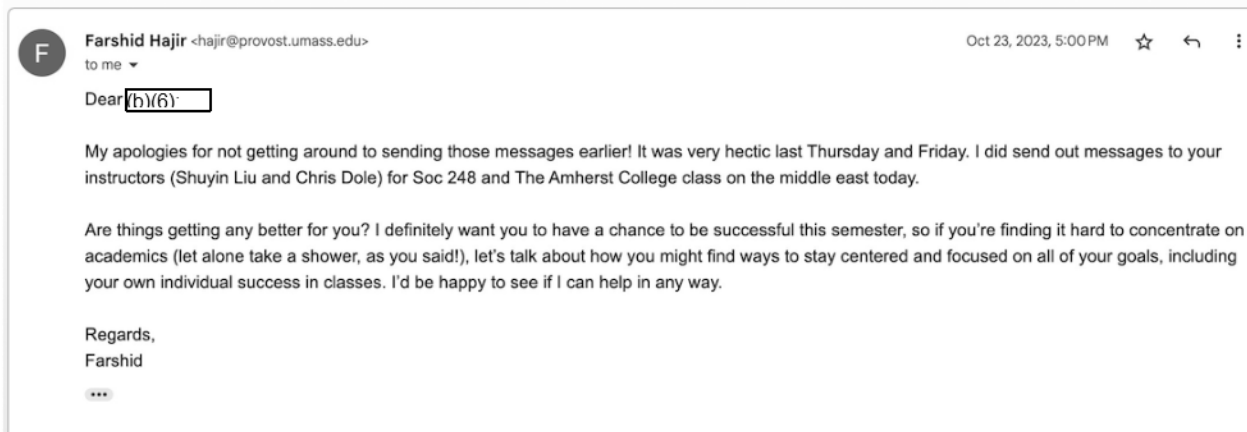 F
Farshid Hajir <hajir@provost.umass.edu>
Oct 23, 2023, 5:00 PM
to me
Dear (b)(6)
My apologies for not getting around to sending those messages earlier! It was very hectic last Thursday and Friday. I did send out messages to your
instructors (Shuyin Liu and Chris Dole) for Soc 248 and The Amherst College class on the middle east today.
Are things getting any better for you? I definitely want you to have a chance to be successful this semester, so if you're finding it hard to concentrate on
academics (let alone take a shower, as you said!), let's talk about how you might find ways to stay centered and focused on all of your goals, including
your own individual success in classes. I'd be happy to see if I can help in any way.
Regards,
Farshid